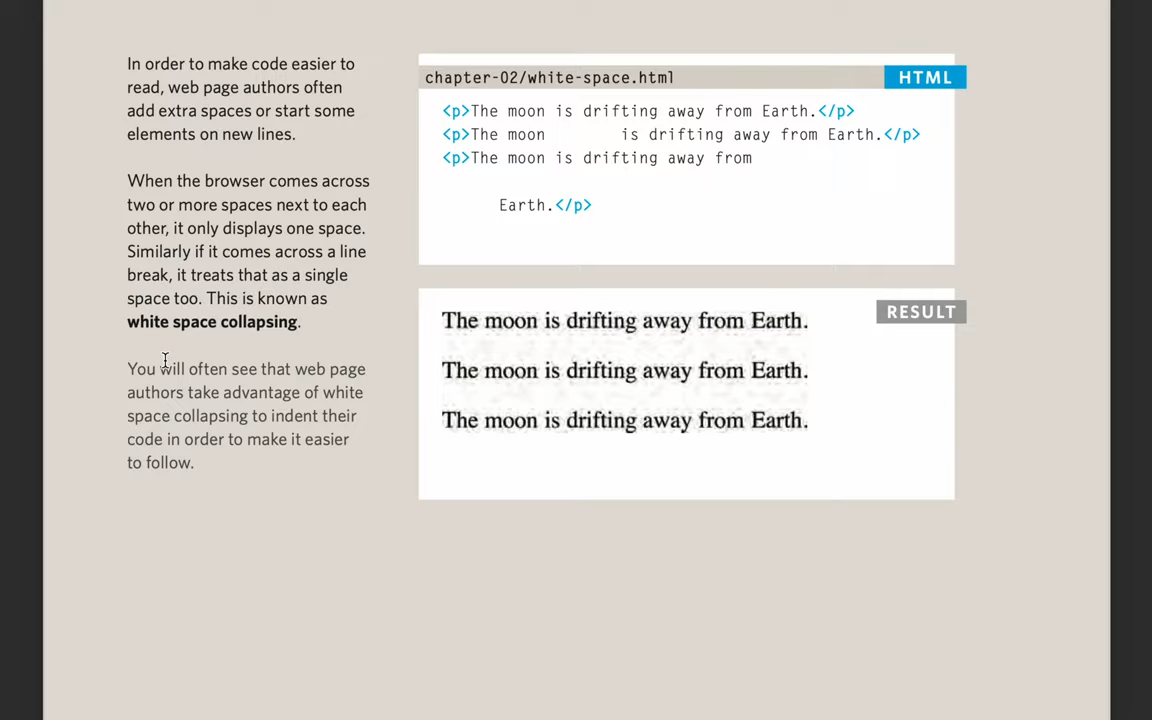 In order to make code easier to
read, web page authors often
add extra spaces or start some
elements on new lines.
When the browser comes across
two or more spaces next to each
other, it only displays one space.
Similarly if it comes across a line
break, it treats that as a single
space too. This is known as
white space collapsing.
You will often see that web page
authors take advantage of white
space collapsing to indent their
code in order to make it easier
to follow.
chapter-02/white-space.html
HTML
<p>The moon is drifting away from Earth.</p>
<p>The moon        is drifting away from Earth.</p>
<p>The moon is drifting away from
Earth.</p>
RESULT
The moon is drifting away from Earth.
The moon is drifting away from Earth.
The moon is drifting away from Earth.